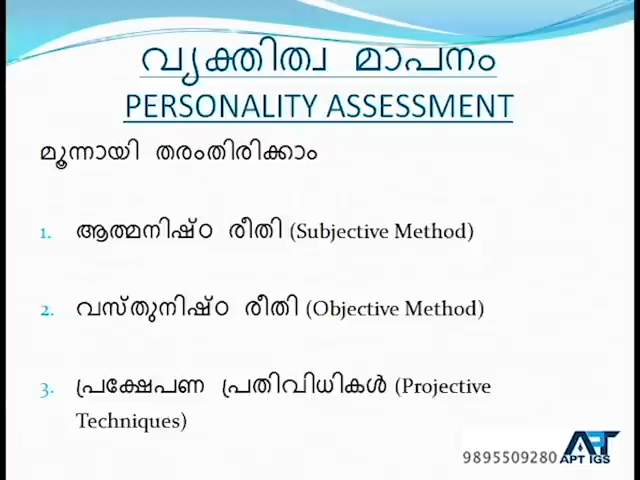 വ്യക്തിത്വ മാപനം
PERSONALITY ASSESSMENT
മൂന്നായി തരംതിരിക്കാം
1. ആത്മനിഷ്ഠ രീതി (Subjective Method)
2. വസ്തുനിഷ്ഠ രീതി (Objective Method)
3. പ്രക്ഷേപണ പ്രതിവിധികൾ (Projective
Techniques)
9895509280 APT IGS